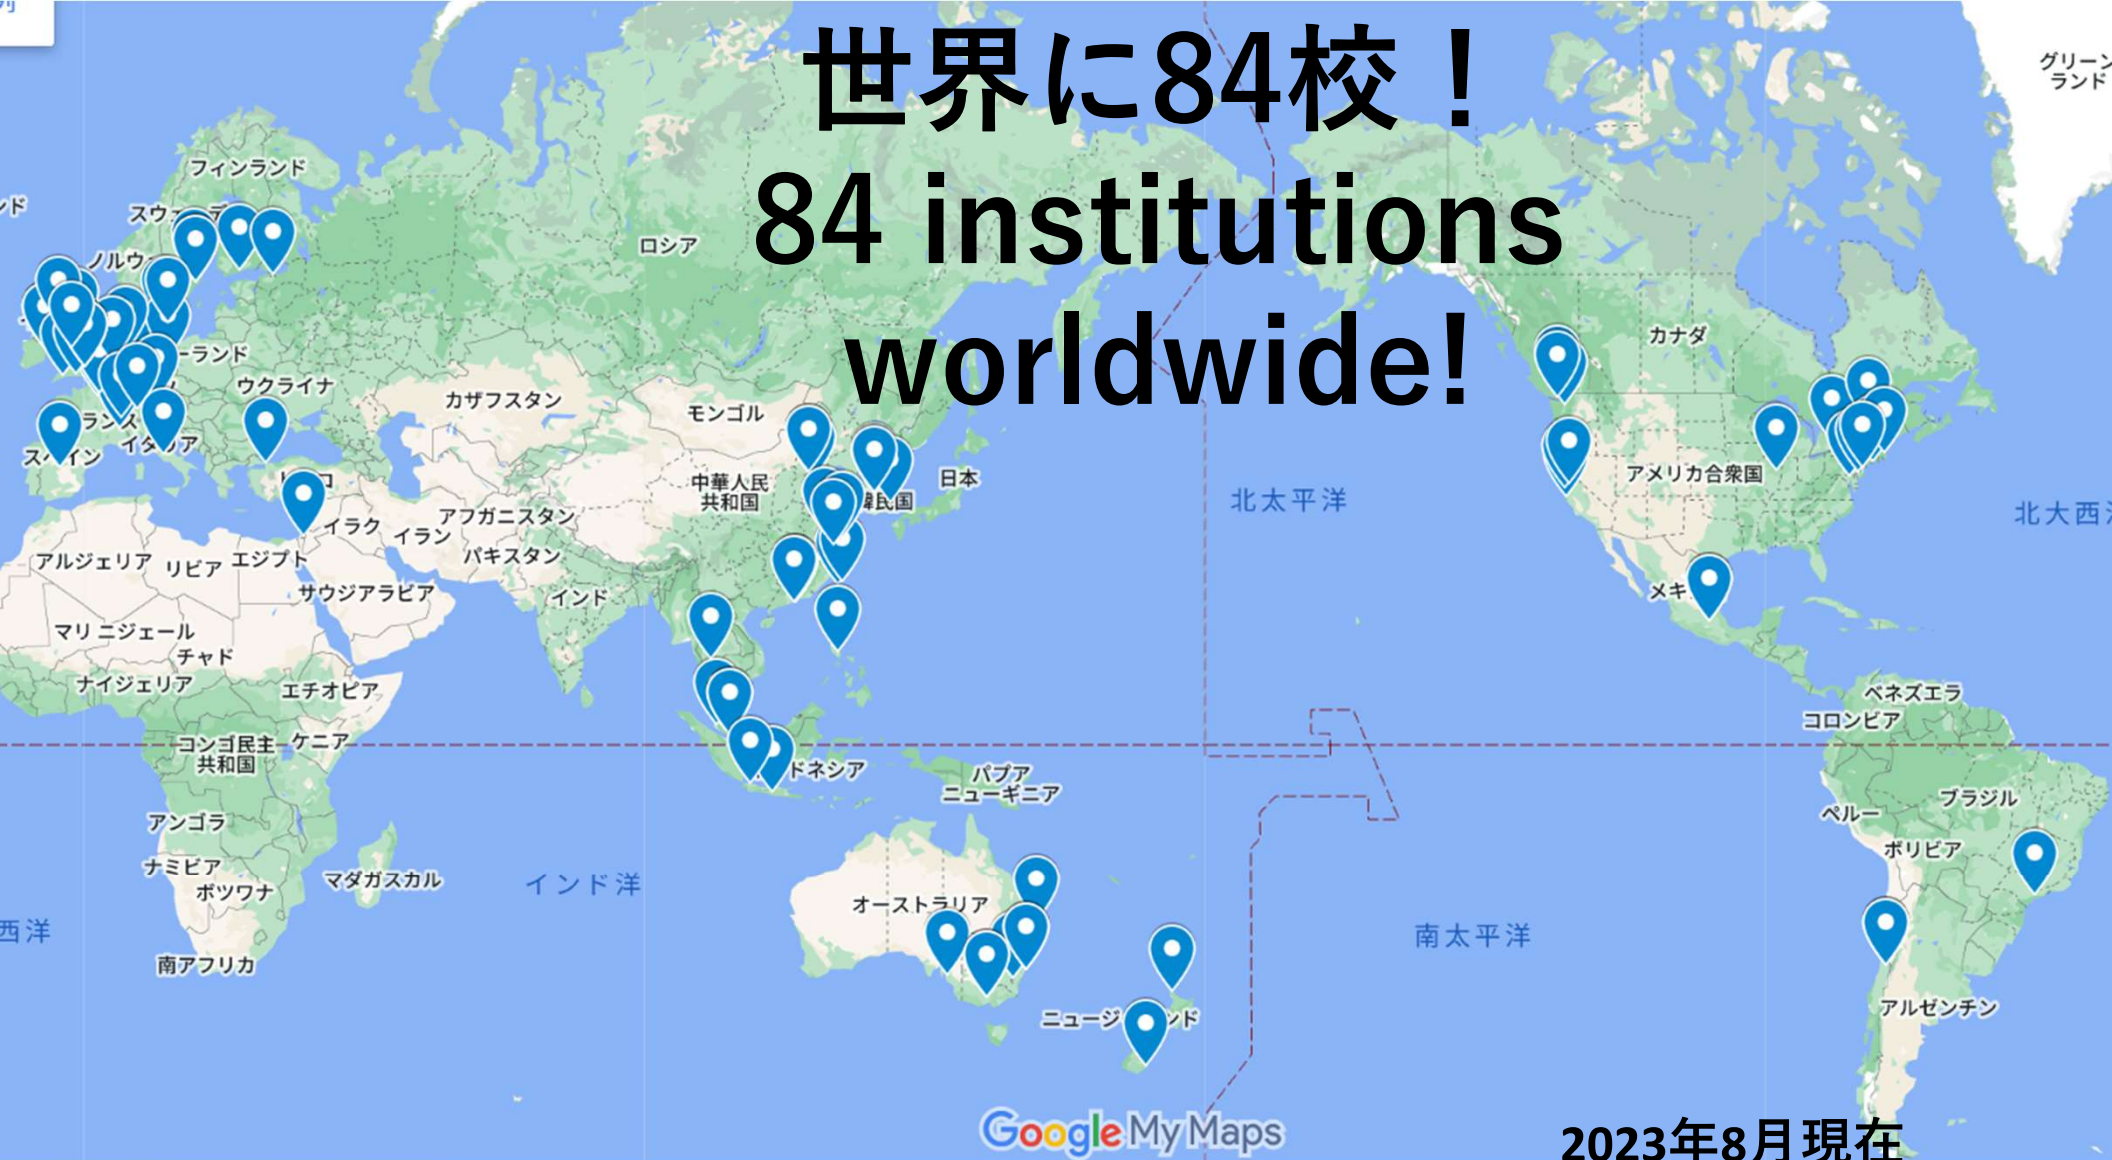 世界に84校！
84 institutions
worldwide!
グリーン
ランド
フィンランド
ロシア
カナダ
ウクライナ
カザフスタン
モンゴル
中華人民
共和国
日本
アメリカ合衆国
北太平洋
イラク
イラン
アフガニスタン
パキスタン
アルジェリア
リビア
エジプト
サウジアラビア
インド
マリ
ニジェール
チャド
ナイジェリア
エチオピア
ベネズエラ
コロンビア
コンゴ民主
共和国
ケニア
ドネシア
パプア
ニューギニア
ブラジル
ペルー
アンゴラ
ボリビア
ナミビア
ボツワナ
マダガスカル
インド洋
オーストラリア
西洋
南太平洋
南アフリカ
アルゼンチン
Google My Maps
2023年8月現在